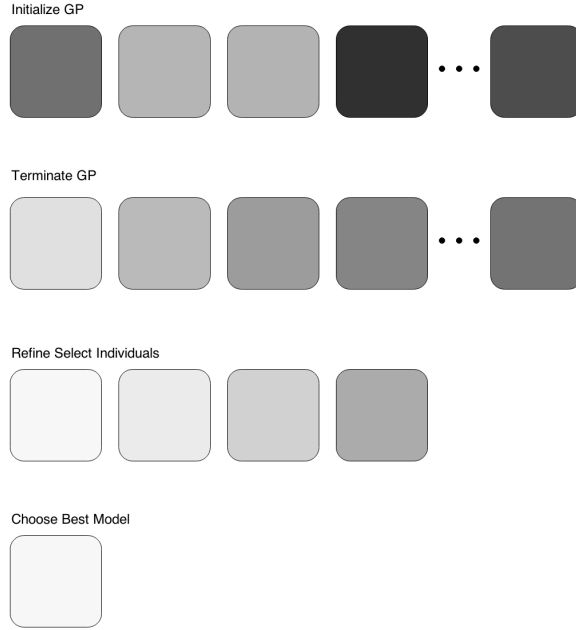 Initialize GP
Terminate GP
Refine Select Individuals
Choose Best Model